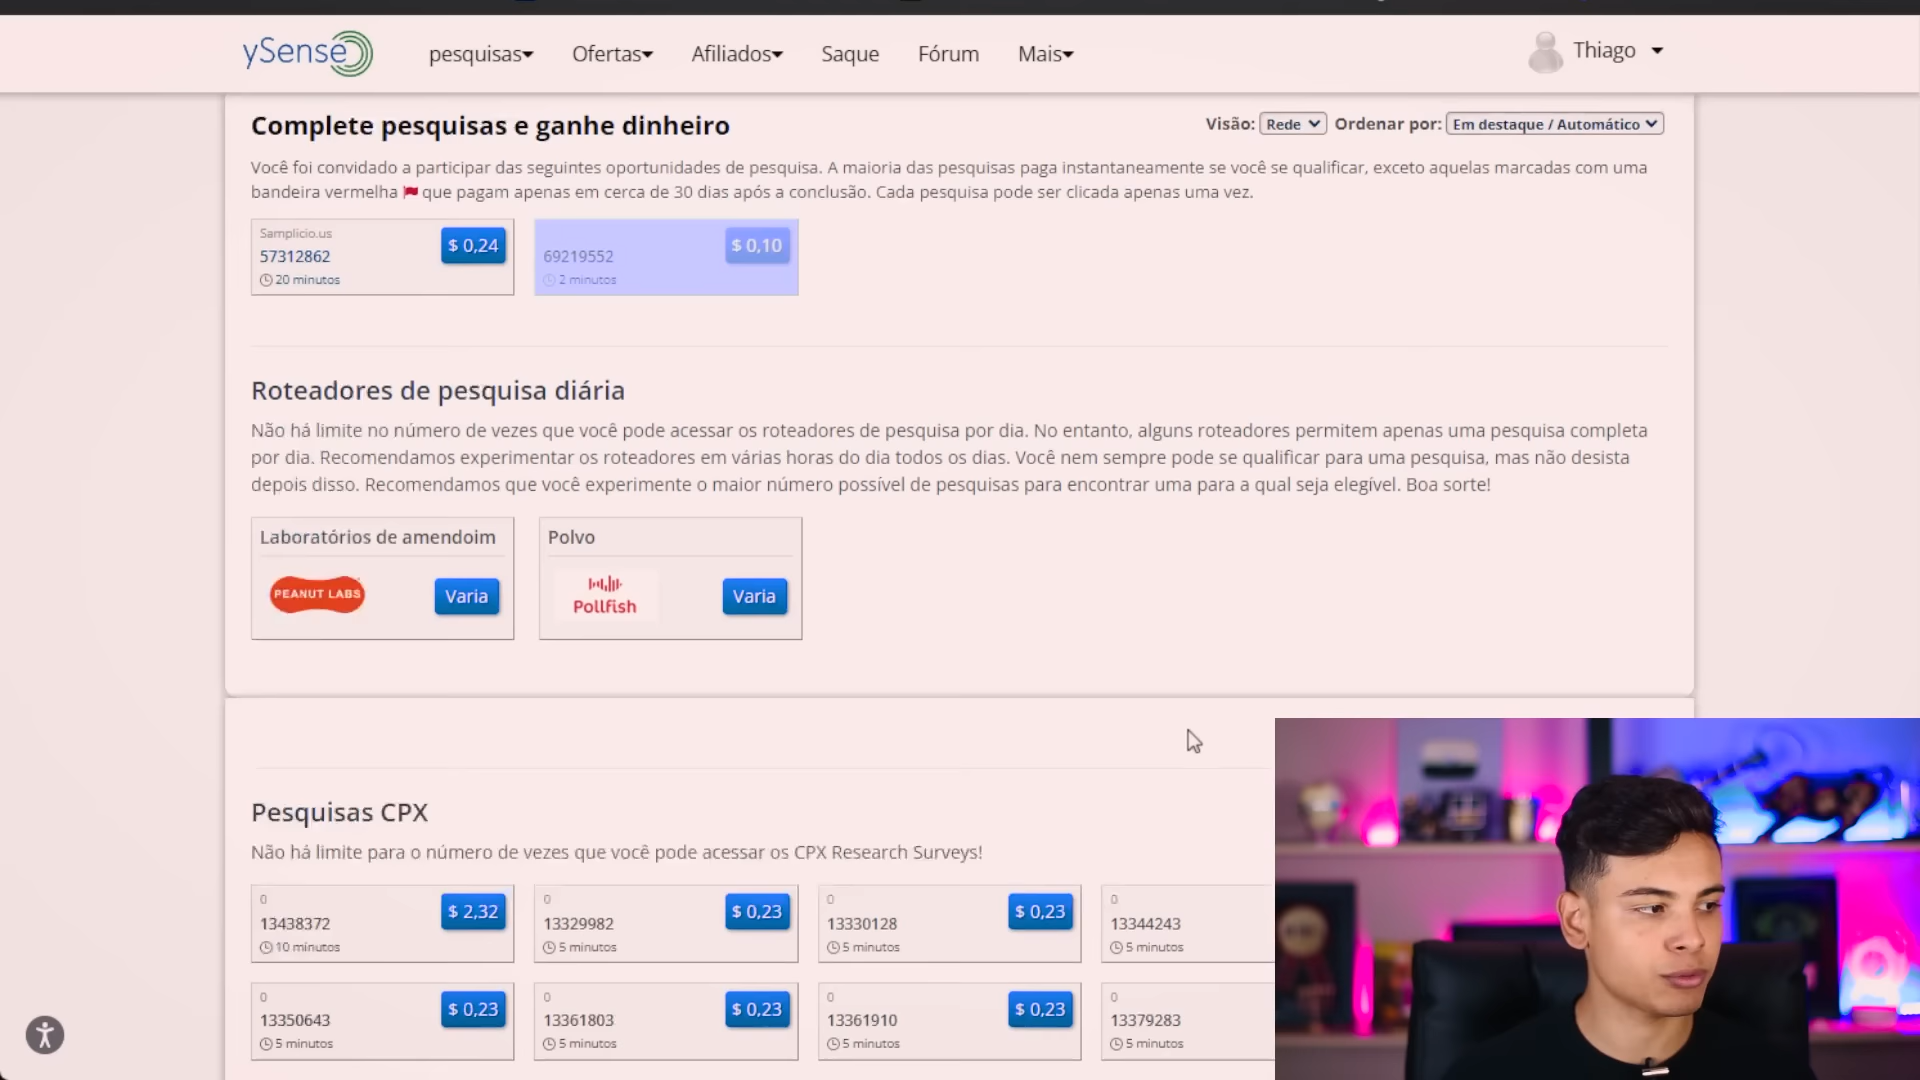 ySense
pesquisas Ofertas Afiliados Saque Fórum Mais Thiago
Complete pesquisas e ganhe dinheiro
Visão: Rede Ordenar por: Em destaque / Automático
Você foi convidado a participar das seguintes oportunidades de pesquisa. A maioria das pesquisas paga instantaneamente se você se qualificar, exceto aquelas marcadas com uma
bandeira vermelha que pagam apenas em cerca de 30 dias após a conclusão. Cada pesquisa pode ser clicada apenas uma vez.
Samplicio.us
57312862
20 minutos
$ 0,24
69219552
2 minutos
$ 0,10
Roteadores de pesquisa diária
Não há limite no número de vezes que você pode acessar os roteadores de pesquisa por dia. No entanto, alguns roteadores permitem apenas uma pesquisa completa
por dia. Recomendamos experimentar os roteadores em várias horas do dia todos os dias. Você nem sempre pode se qualificar para uma pesquisa, mas não desista
depois disso. Recomendamos que você experimente o maior número possível de pesquisas para encontrar uma para a qual seja elegível. Boa sorte!
Laboratórios de amendoim
PEANUT LABS
Varia
Polvo
Pollfish
Varia
Pesquisas CPX
Não há limite para o número de vezes que você pode acessar os CPX Research Surveys!
0
13438372
10 minutos
$ 2,32
0
13329982
5 minutos
$ 0,23
0
13330128
5 minutos
$ 0,23
0
13344243
5 minutos
0
13350643
5 minutos
$ 0,23
0
13361803
5 minutos
$ 0,23
0
13361910
5 minutos
$ 0,23
0
13379283
5 minutos